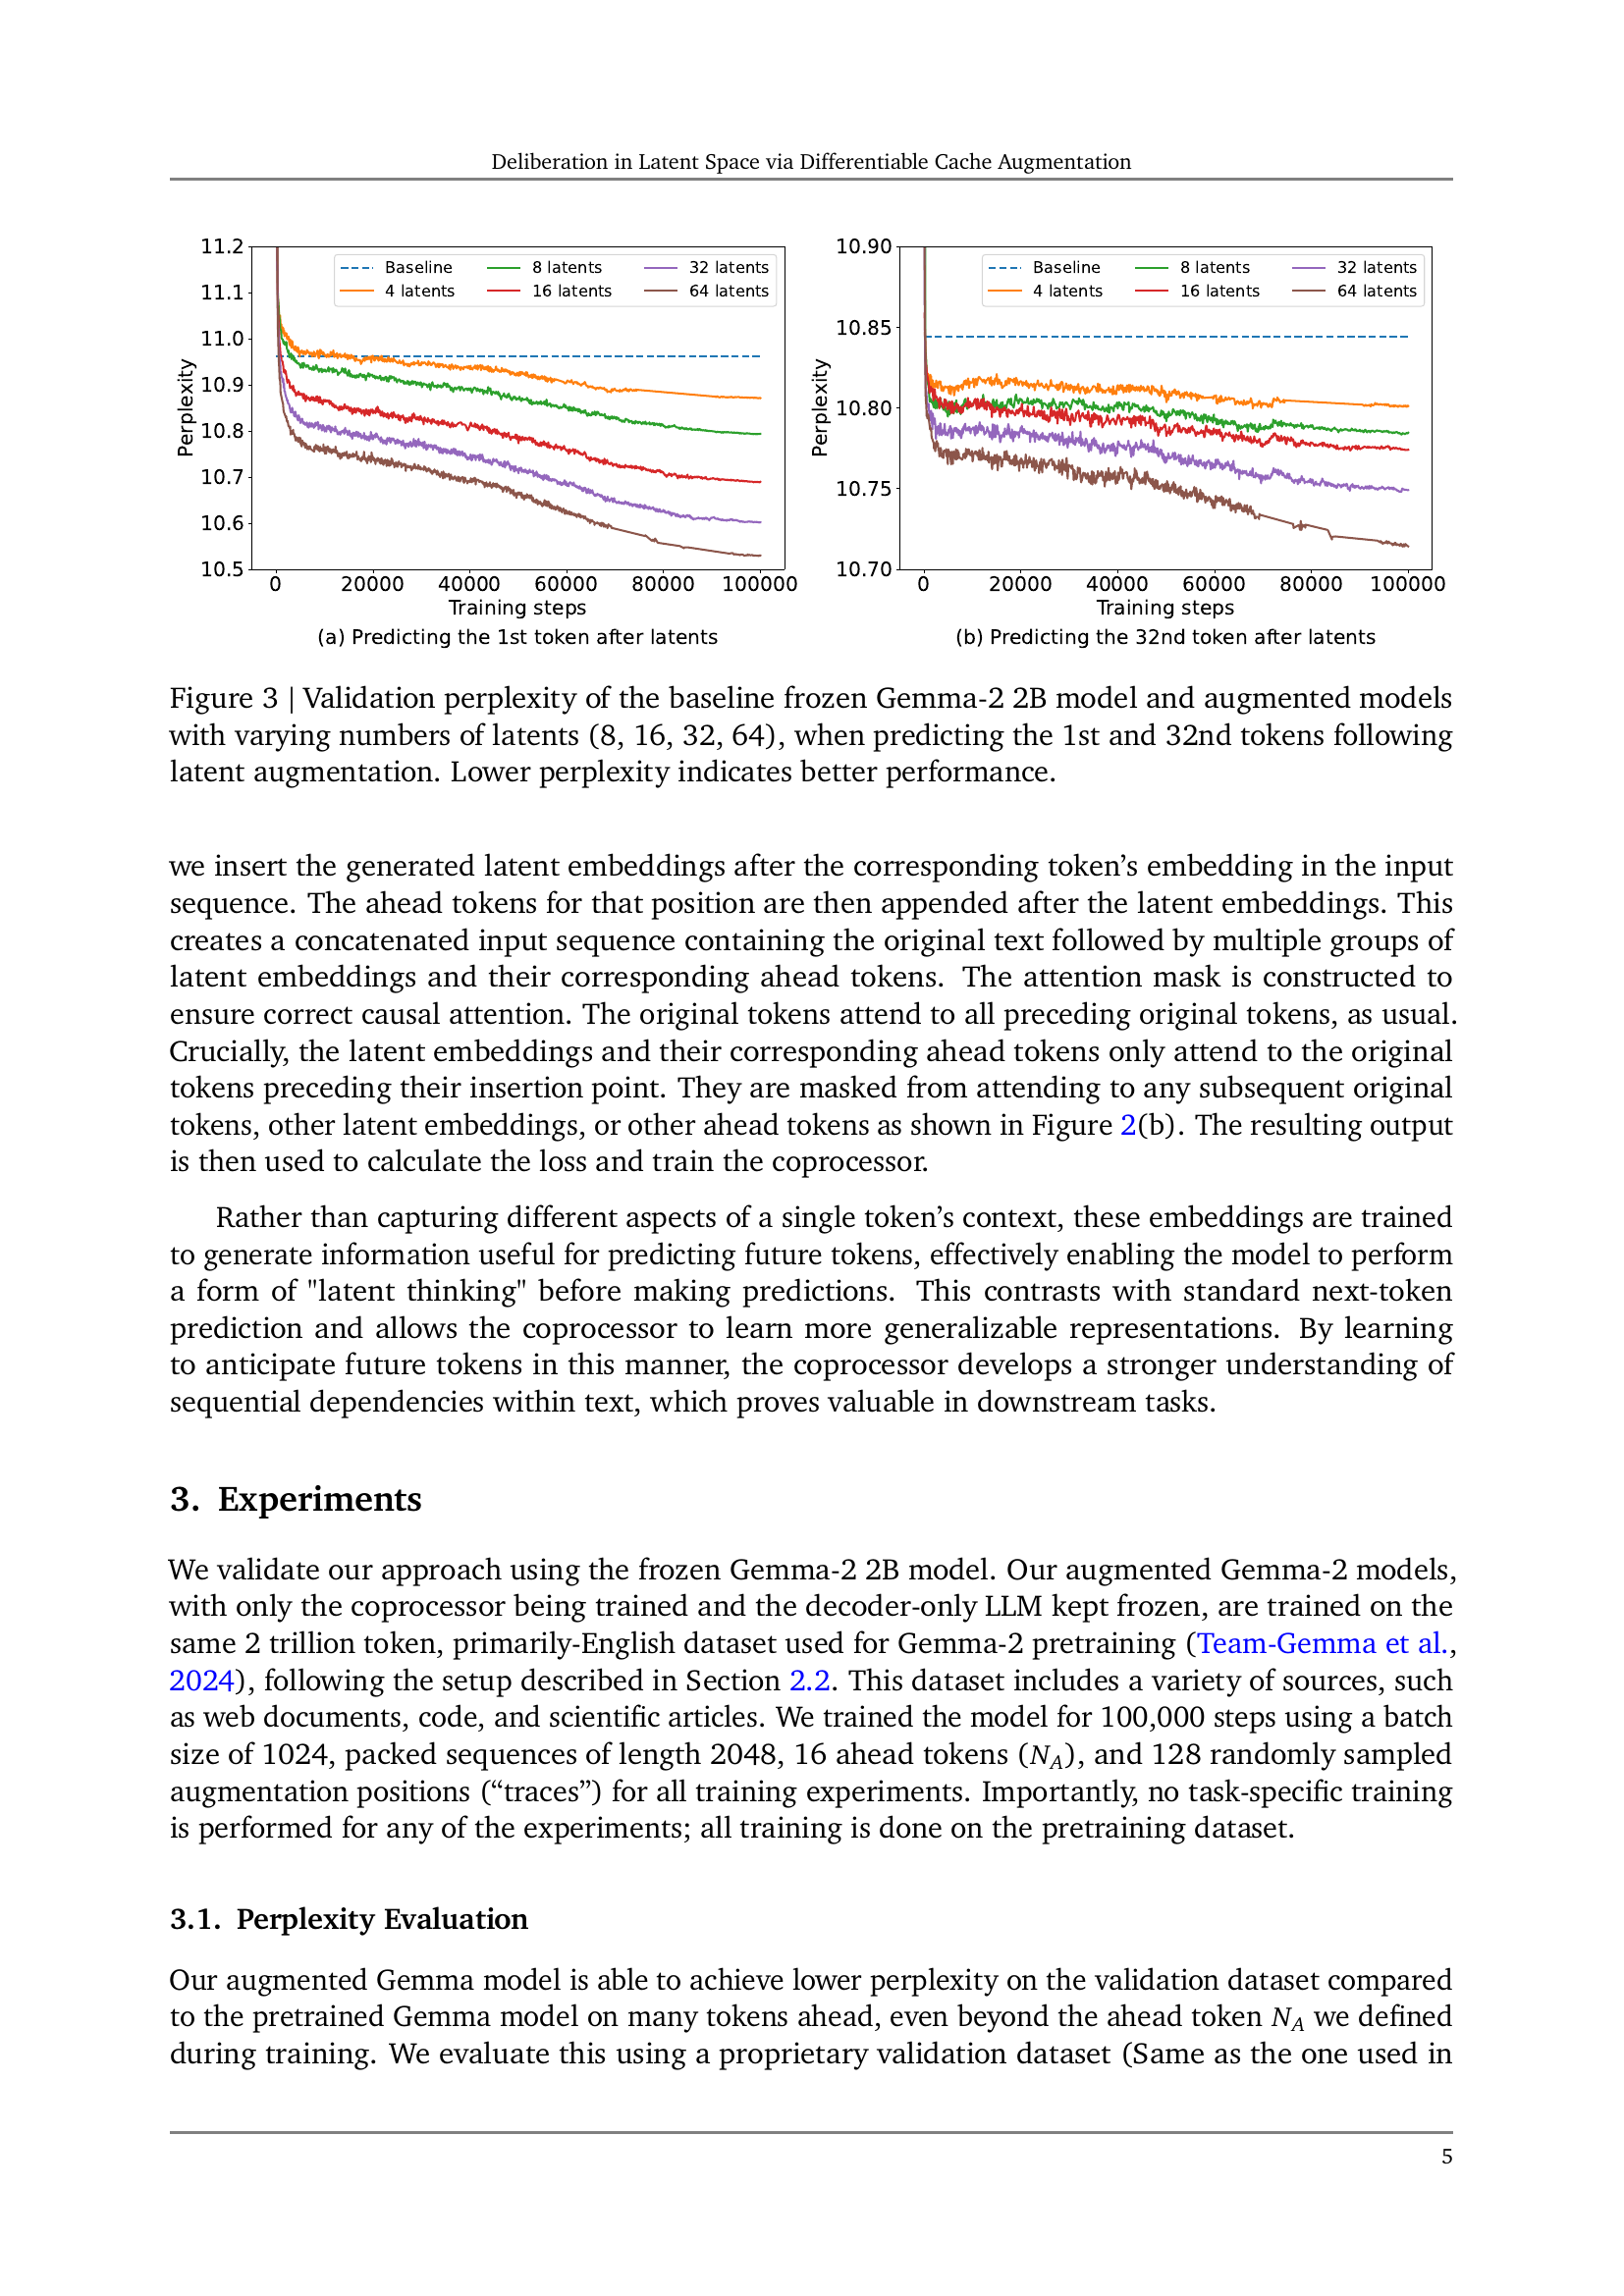 Deliberation in Latent Space via Differentiable Cache Augmentation
11.2
11.1
11.0
10.9
10.8
10.7
10.6
10.5
Perplexity
Baseline
4 latents
8 latents
16 latents
32 latents
64 latents
0 20000 40000 60000 80000 100000
Training steps
(a) Predicting the 1st token after latents
10.90
10.85
10.80
10.75
10.70
Perplexity
Baseline
4 latents
8 latents
16 latents
32 latents
64 latents
0 20000 40000 60000 80000 100000
Training steps
(b) Predicting the 32nd token after latents
Figure 3 | Validation perplexity of the baseline frozen Gemma-2 2B model and augmented models
with varying numbers of latents (8, 16, 32, 64), when predicting the 1st and 32nd tokens following
latent augmentation. Lower perplexity indicates better performance.
we insert the generated latent embeddings after the corresponding token’s embedding in the input
sequence. The ahead tokens for that position are then appended after the latent embeddings. This
creates a concatenated input sequence containing the original text followed by multiple groups of
latent embeddings and their corresponding ahead tokens. The attention mask is constructed to
ensure correct causal attention. The original tokens attend to all preceding original tokens, as usual.
Crucially, the latent embeddings and their corresponding ahead tokens only attend to the original
tokens preceding their insertion point. They are masked from attending to any subsequent original
tokens, other latent embeddings, or other ahead tokens as shown in Figure 2(b). The resulting output
is then used to calculate the loss and train the coprocessor.
Rather than capturing different aspects of a single token’s context, these embeddings are trained
to generate information useful for predicting future tokens, effectively enabling the model to perform
a form of "latent thinking" before making predictions. This contrasts with standard next-token
prediction and allows the coprocessor to learn more generalizable representations. By learning
to anticipate future tokens in this manner, the coprocessor develops a stronger understanding of
sequential dependencies within text, which proves valuable in downstream tasks.
3. Experiments
We validate our approach using the frozen Gemma-2 2B model. Our augmented Gemma-2 models,
with only the coprocessor being trained and the decoder-only LLM kept frozen, are trained on the
same 2 trillion token, primarily-English dataset used for Gemma-2 pretraining (Team-Gemma et al.,
2024), following the setup described in Section 2.2. This dataset includes a variety of sources, such
as web documents, code, and scientific articles. We trained the model for 100,000 steps using a batch
size of 1024, packed sequences of length 2048, 16 ahead tokens (N_A), and 128 randomly sampled
augmentation positions (“traces”) for all training experiments. Importantly, no task-specific training
is performed for any of the experiments; all training is done on the pretraining dataset.
3.1. Perplexity Evaluation
Our augmented Gemma model is able to achieve lower perplexity on the validation dataset compared
to the pretrained Gemma model on many tokens ahead, even beyond the ahead token N_A we defined
during training. We evaluate this using a proprietary validation dataset (Same as the one used in
5